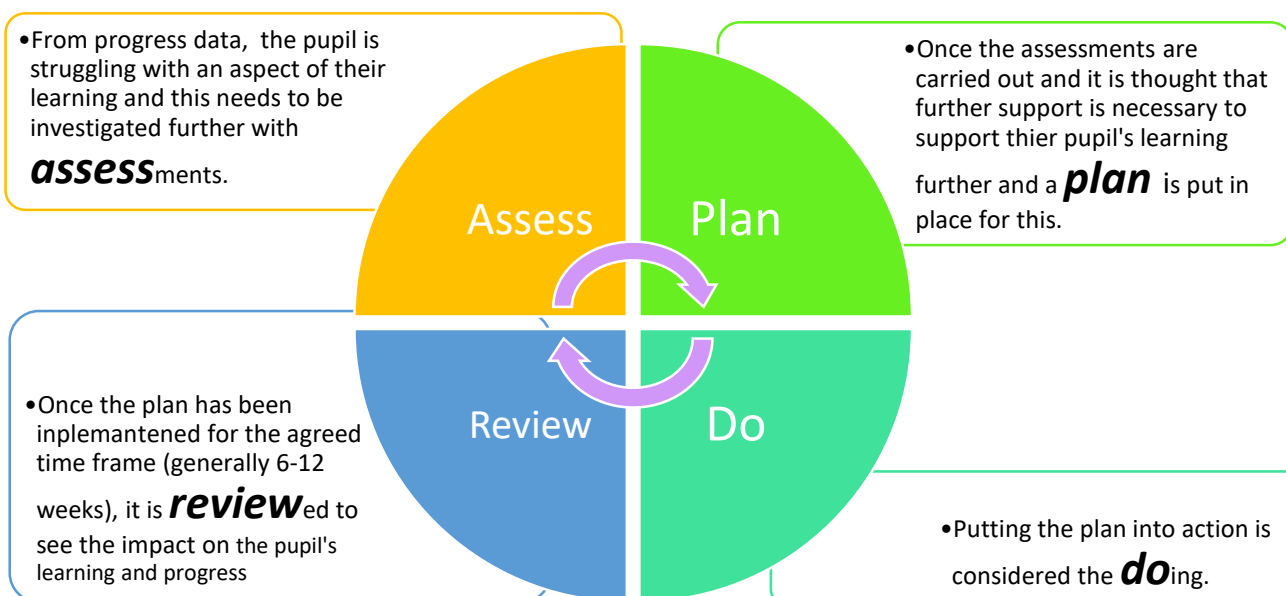 •From progress data,  the pupil is
struggling with an aspect of their
learning and this needs to be
investigated further with
assessments.
Assess
Plan
•Once the assessments are
carried out and it is thought that
further support is necessary to
support thier pupil's learning
further and a plan is put in
place for this.
•Once the plan has been
inplemantened for the agreed
time frame (generally 6-12
weeks), it is reviewed to
see the impact on the pupil's
learning and progress
Review
Do
•Putting the plan into action is
considered the doing.